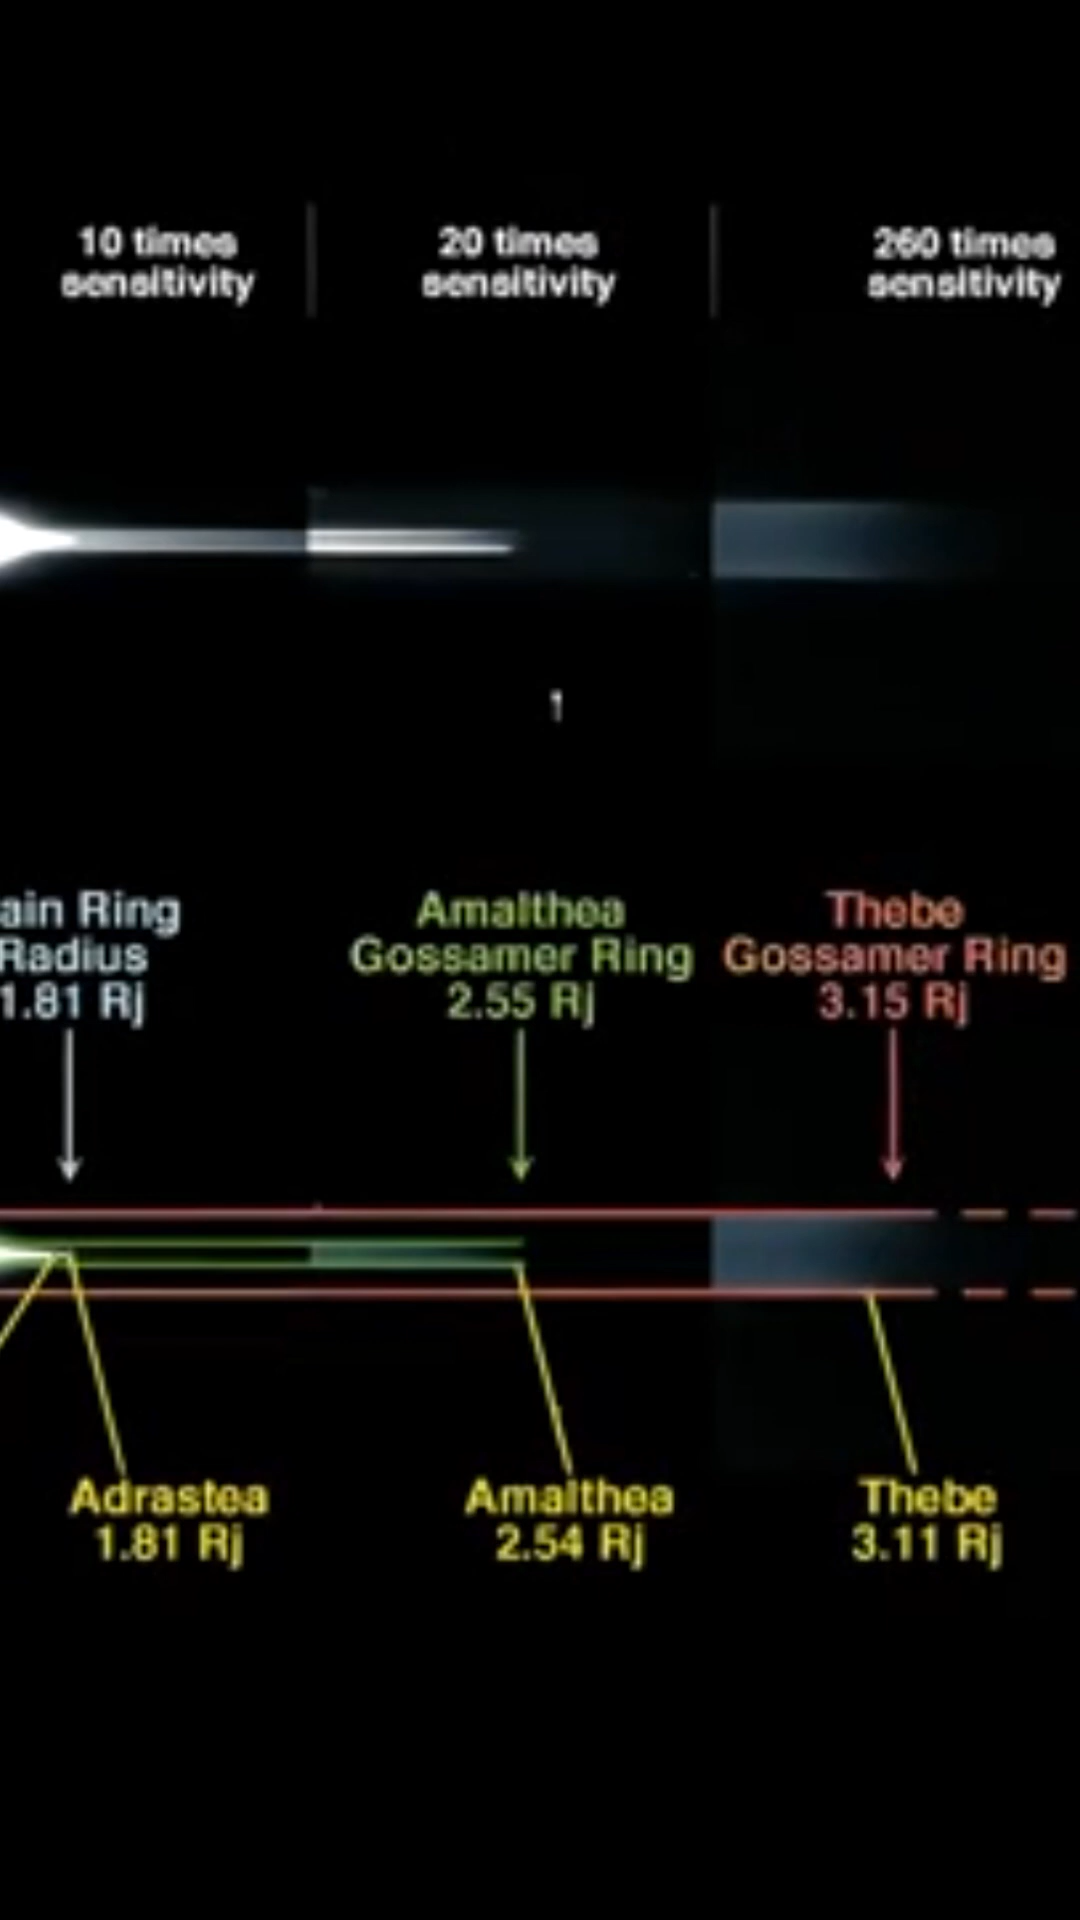 10 times
sensitivity
20 times
sensitivity
260 times
sensitivity
1
ain Ring
Radius
1.81 Rj
Amalthea
Gossamer Ring
2.55 Rj
Thebe
Gossamer Ring
3.15 Rj
Adrastea
1.81 Rj
Amalthea
2.54 Rj
Thebe
3.11 Rj